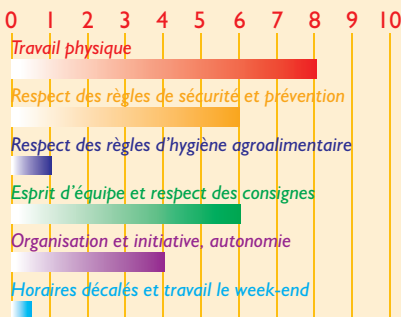 0 1 2 3 4 5 6 7 8 9 10
Travail physique
Respect des règles de sécurité et prévention
Respect des règles d'hygiène agroalimentaire
Esprit d'équipe et respect des consignes
Organisation et initiative, autonomie
Horaires décalés et travail le week-end